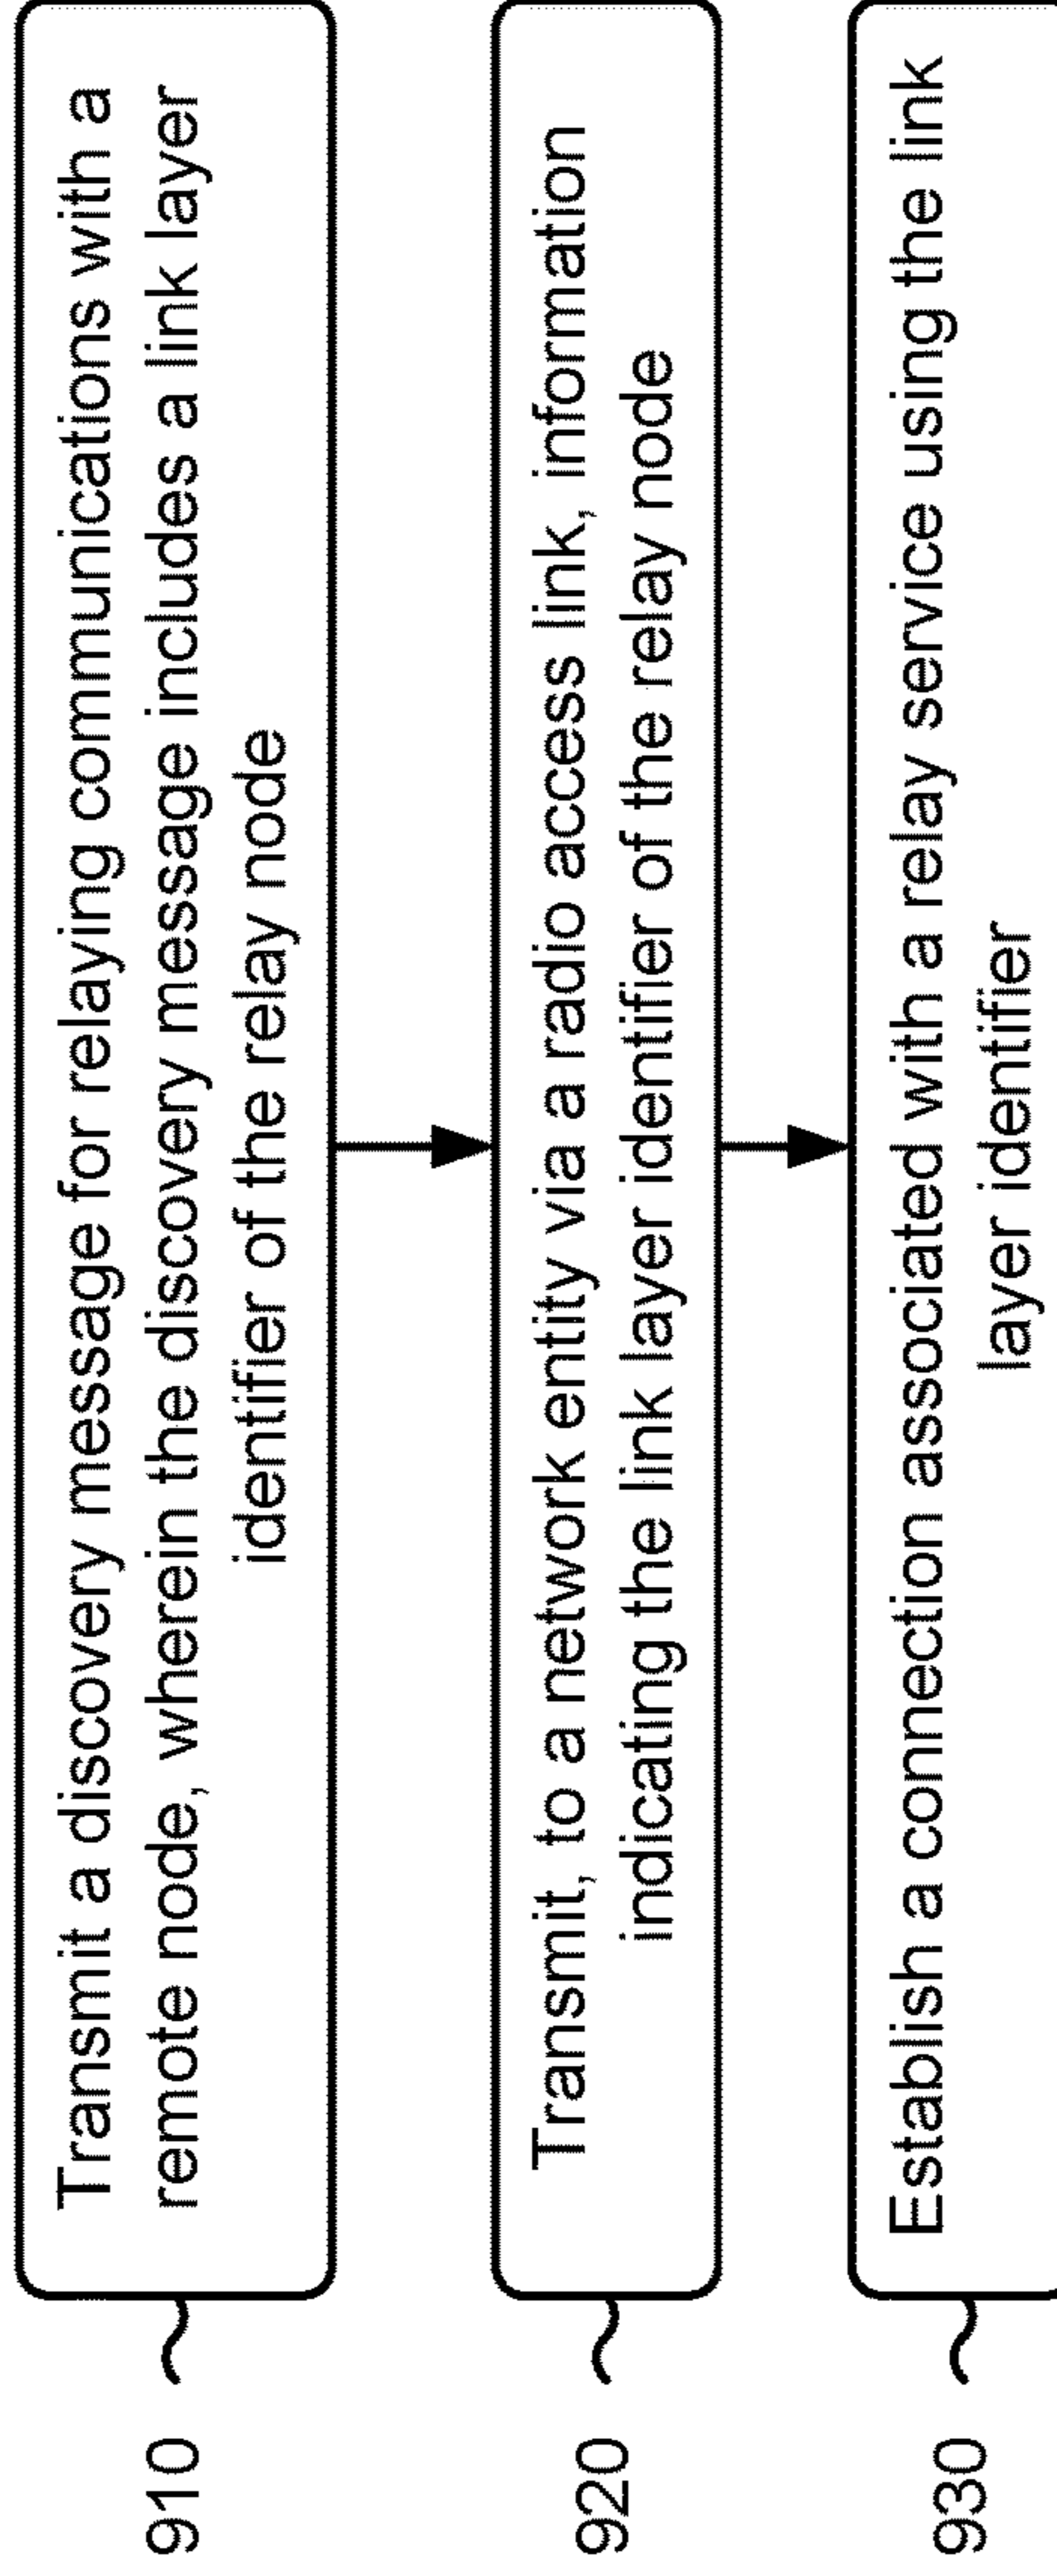 910
Transmit a discovery message for relaying communications with a
remote node, wherein the discovery message includes a link layer
identifier of the relay node
920
Transmit, to a network entity via a radio access link, information
indicating the link layer identifier of the relay node
930
Establish a connection associated with a relay service using the link
layer identifier